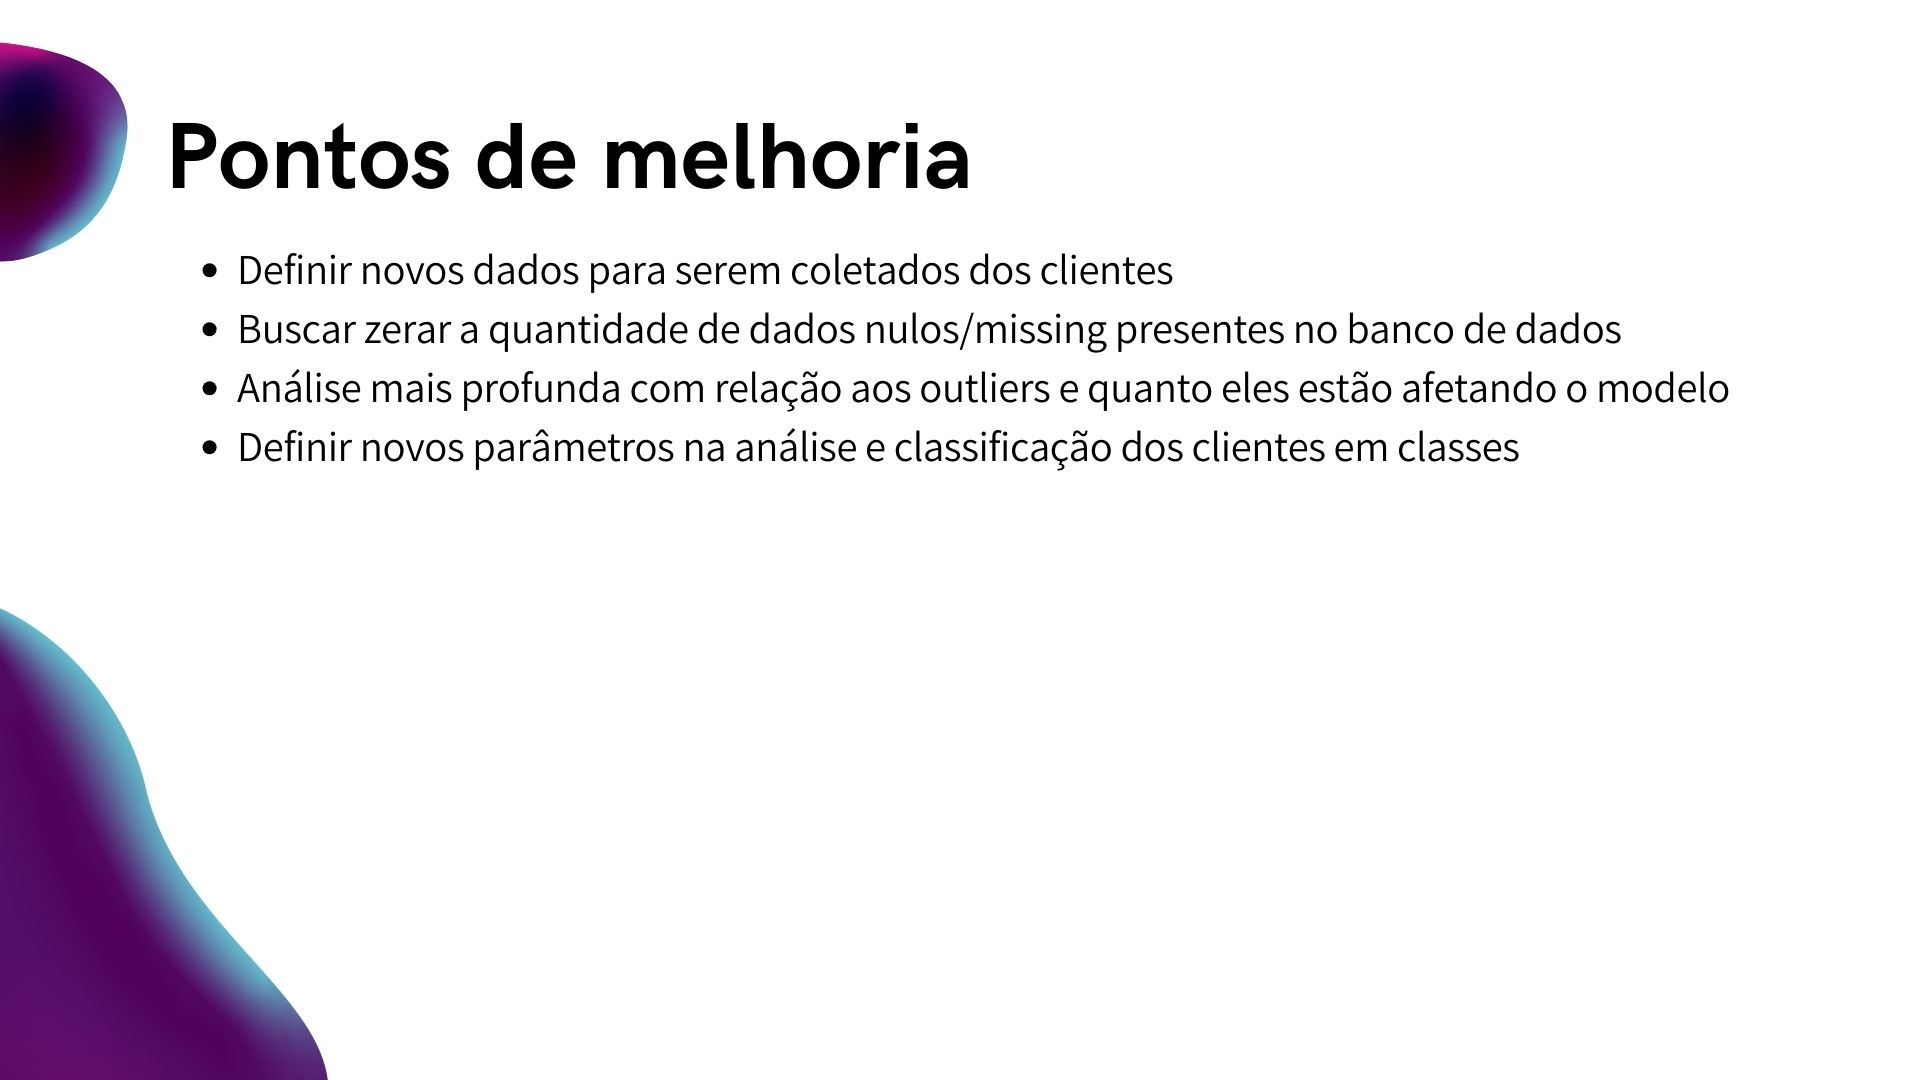 Pontos de melhoria
• Definir novos dados para serem coletados dos clientes
• Buscar zerar a quantidade de dados nulos/missing presentes no banco de dados
• Análise mais profunda com relação aos outliers e quanto eles estão afetando o modelo
• Definir novos parâmetros na análise e classificação dos clientes em classes